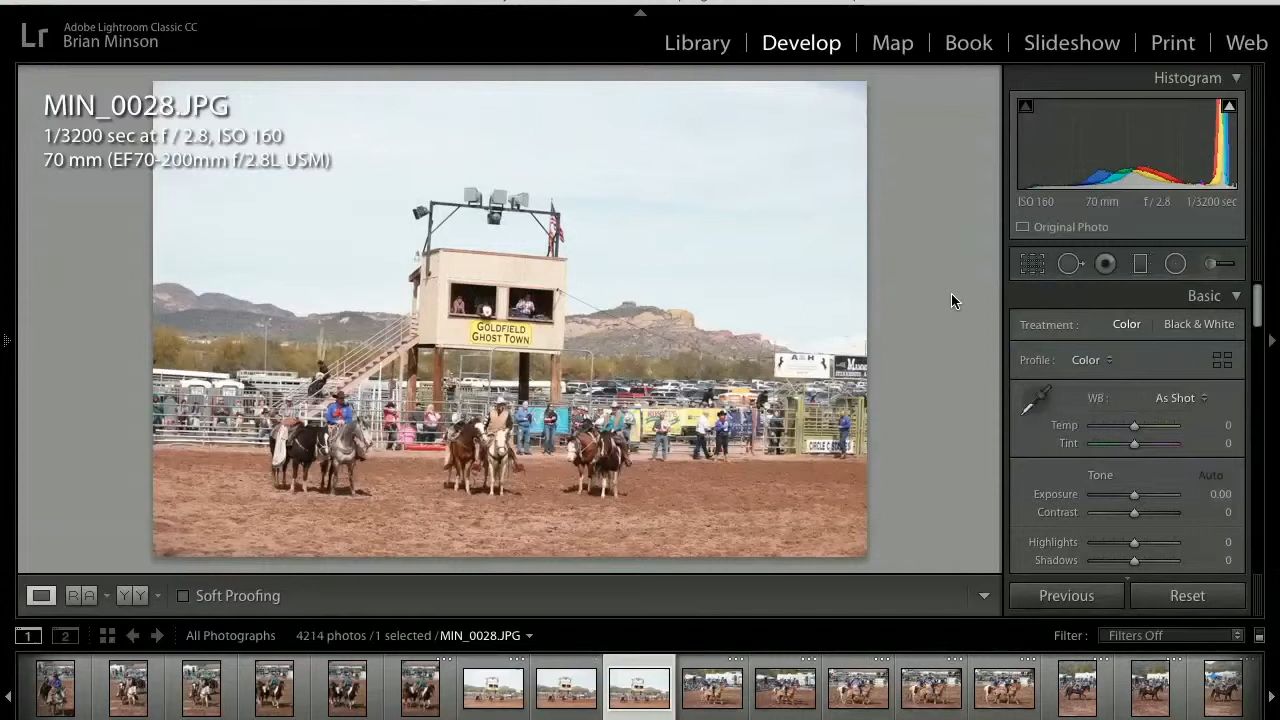 Lr
Adobe Lightroom Classic CC
Brian Minson
Library
Develop
Map
Book
Slideshow
Print
Web
MIN_0028.JPG
1/3200 sec at f / 2.8, ISO 160
70 mm (EF70-200mm f/2.8L USM)
GOLDFIELD
GHOST TOWN
A H
CIRCLE C
Histogram
ISO 160 70 mm f / 2.8 1/3200 sec
Original Photo
Basic
Treatment : Color Black & White
Profile : Color
WB : As Shot
Temp 0
Tint 0
Tone Auto
Exposure 0.00
Contrast 0
Highlights 0
Shadows 0
R A Y Y Soft Proofing
Previous Reset
1 2 All Photographs 4214 photos / 1 selected / MIN_0028.JPG Filter : Filters Off